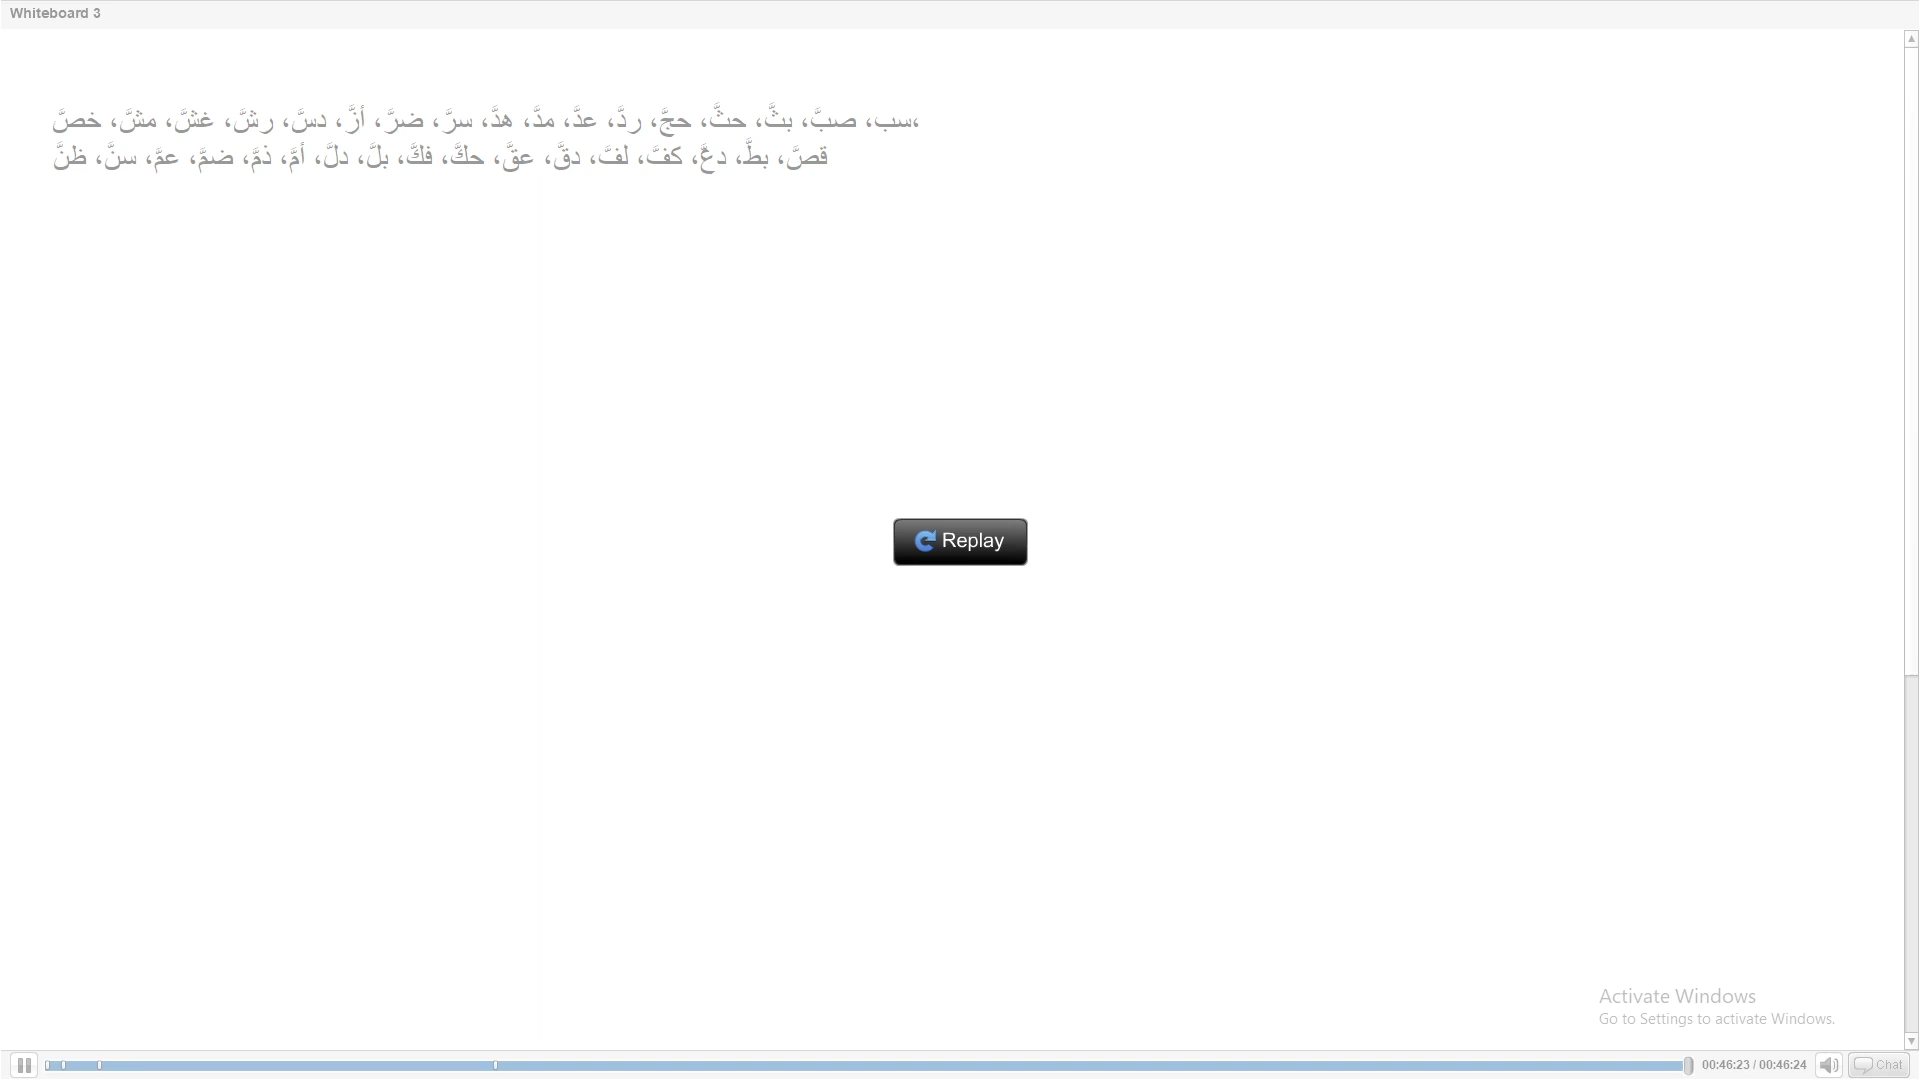 Whiteboard 3
سب، صبَّ، بثَّ، حثَّ، حجَّ، ردَّ، عدَّ، مدَّ، هدَّ، سرَّ، ضرَّ، أزَّ، دسَّ، رشَّ، غشَّ، مشَّ، خصَّ،
قصَّ، بطَّ، دعَّ، كفَّ، لفَّ، دقَّ، عقَّ، حكَّ، فكَّ، بلَّ، دلَّ، أمَّ، ذمَّ، ضمَّ، عمَّ، سنَّ، ظنَّ
Replay
Activate Windows
Go to Settings to activate Windows.
00:46:23 / 00:46:24
Chat